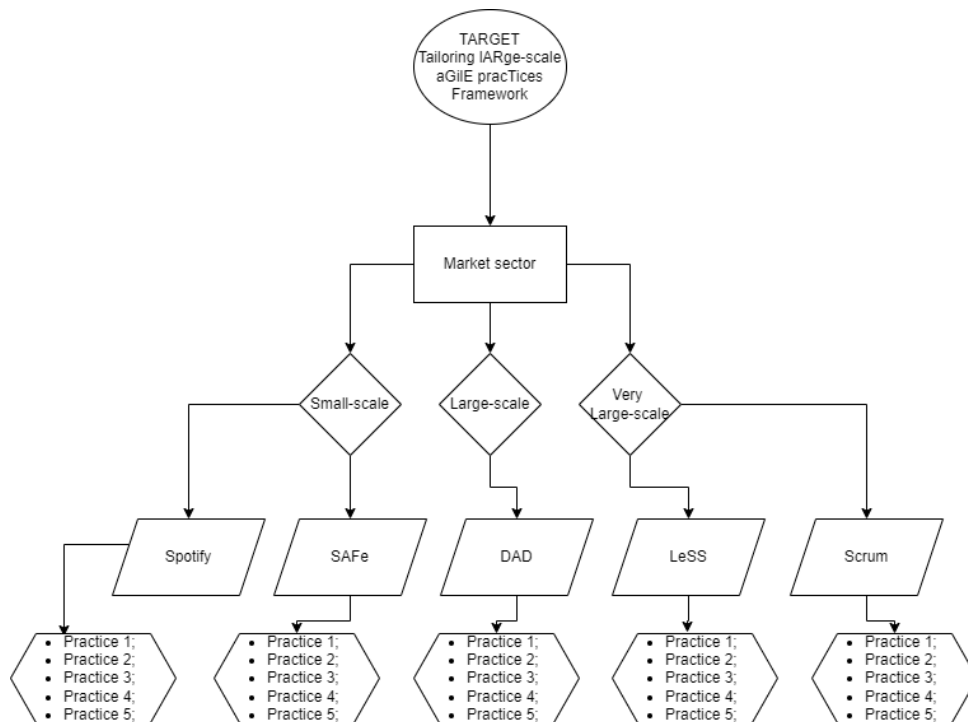 TARGET
Tailoring lARge-scale
aGilE pracTices
Framework
Market sector
Small-scale
Large-scale
Very
Large-scale
Spotify
SAFe
DAD
LeSS
Scrum
• Practice 1;
• Practice 2;
• Practice 3;
• Practice 4;
• Practice 5;
• Practice 1;
• Practice 2;
• Practice 3;
• Practice 4;
• Practice 5;
• Practice 1;
• Practice 2;
• Practice 3;
• Practice 4;
• Practice 5;
• Practice 1;
• Practice 2;
• Practice 3;
• Practice 4;
• Practice 5;
• Practice 1;
• Practice 2;
• Practice 3;
• Practice 4;
• Practice 5;